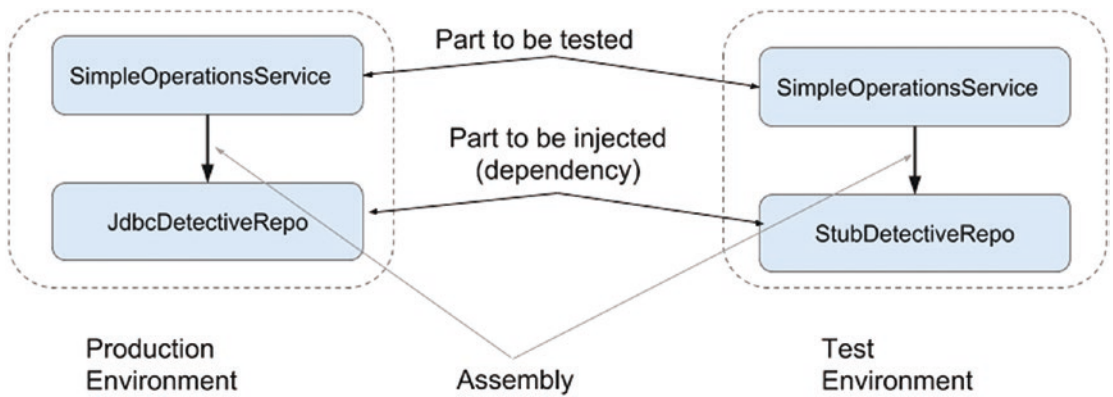 Part to be tested
SimpleOperationsService
SimpleOperationsService
Part to be injected
(dependency)
JdbcDetectiveRepo
StubDetectiveRepo
Production
Environment
Assembly
Test
Environment